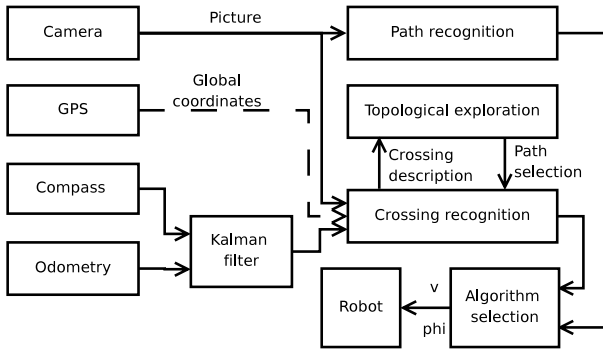 Camera
Picture
Path recognition
GPS
Global
coordinates
Topological exploration
Crossing
description
Path
selection
Compass
Crossing recognition
Kalman
filter
Odometry
Robot
v
phi
Algorithm
selection